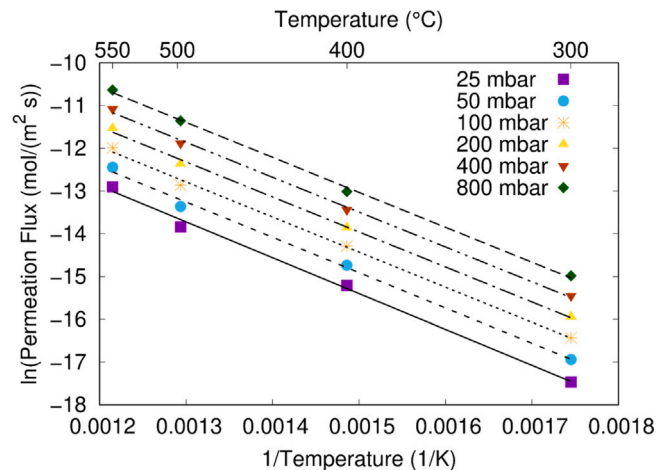 Temperature (°C)
550 500 400 300
ln(Permeation Flux (mol/(m² s))
-10
-11
-12
-13
-14
-15
-16
-17
-18
25 mbar
50 mbar
100 mbar
200 mbar
400 mbar
800 mbar
0.0012 0.0013 0.0014 0.0015 0.0016 0.0017 0.0018
1/Temperature (1/K)